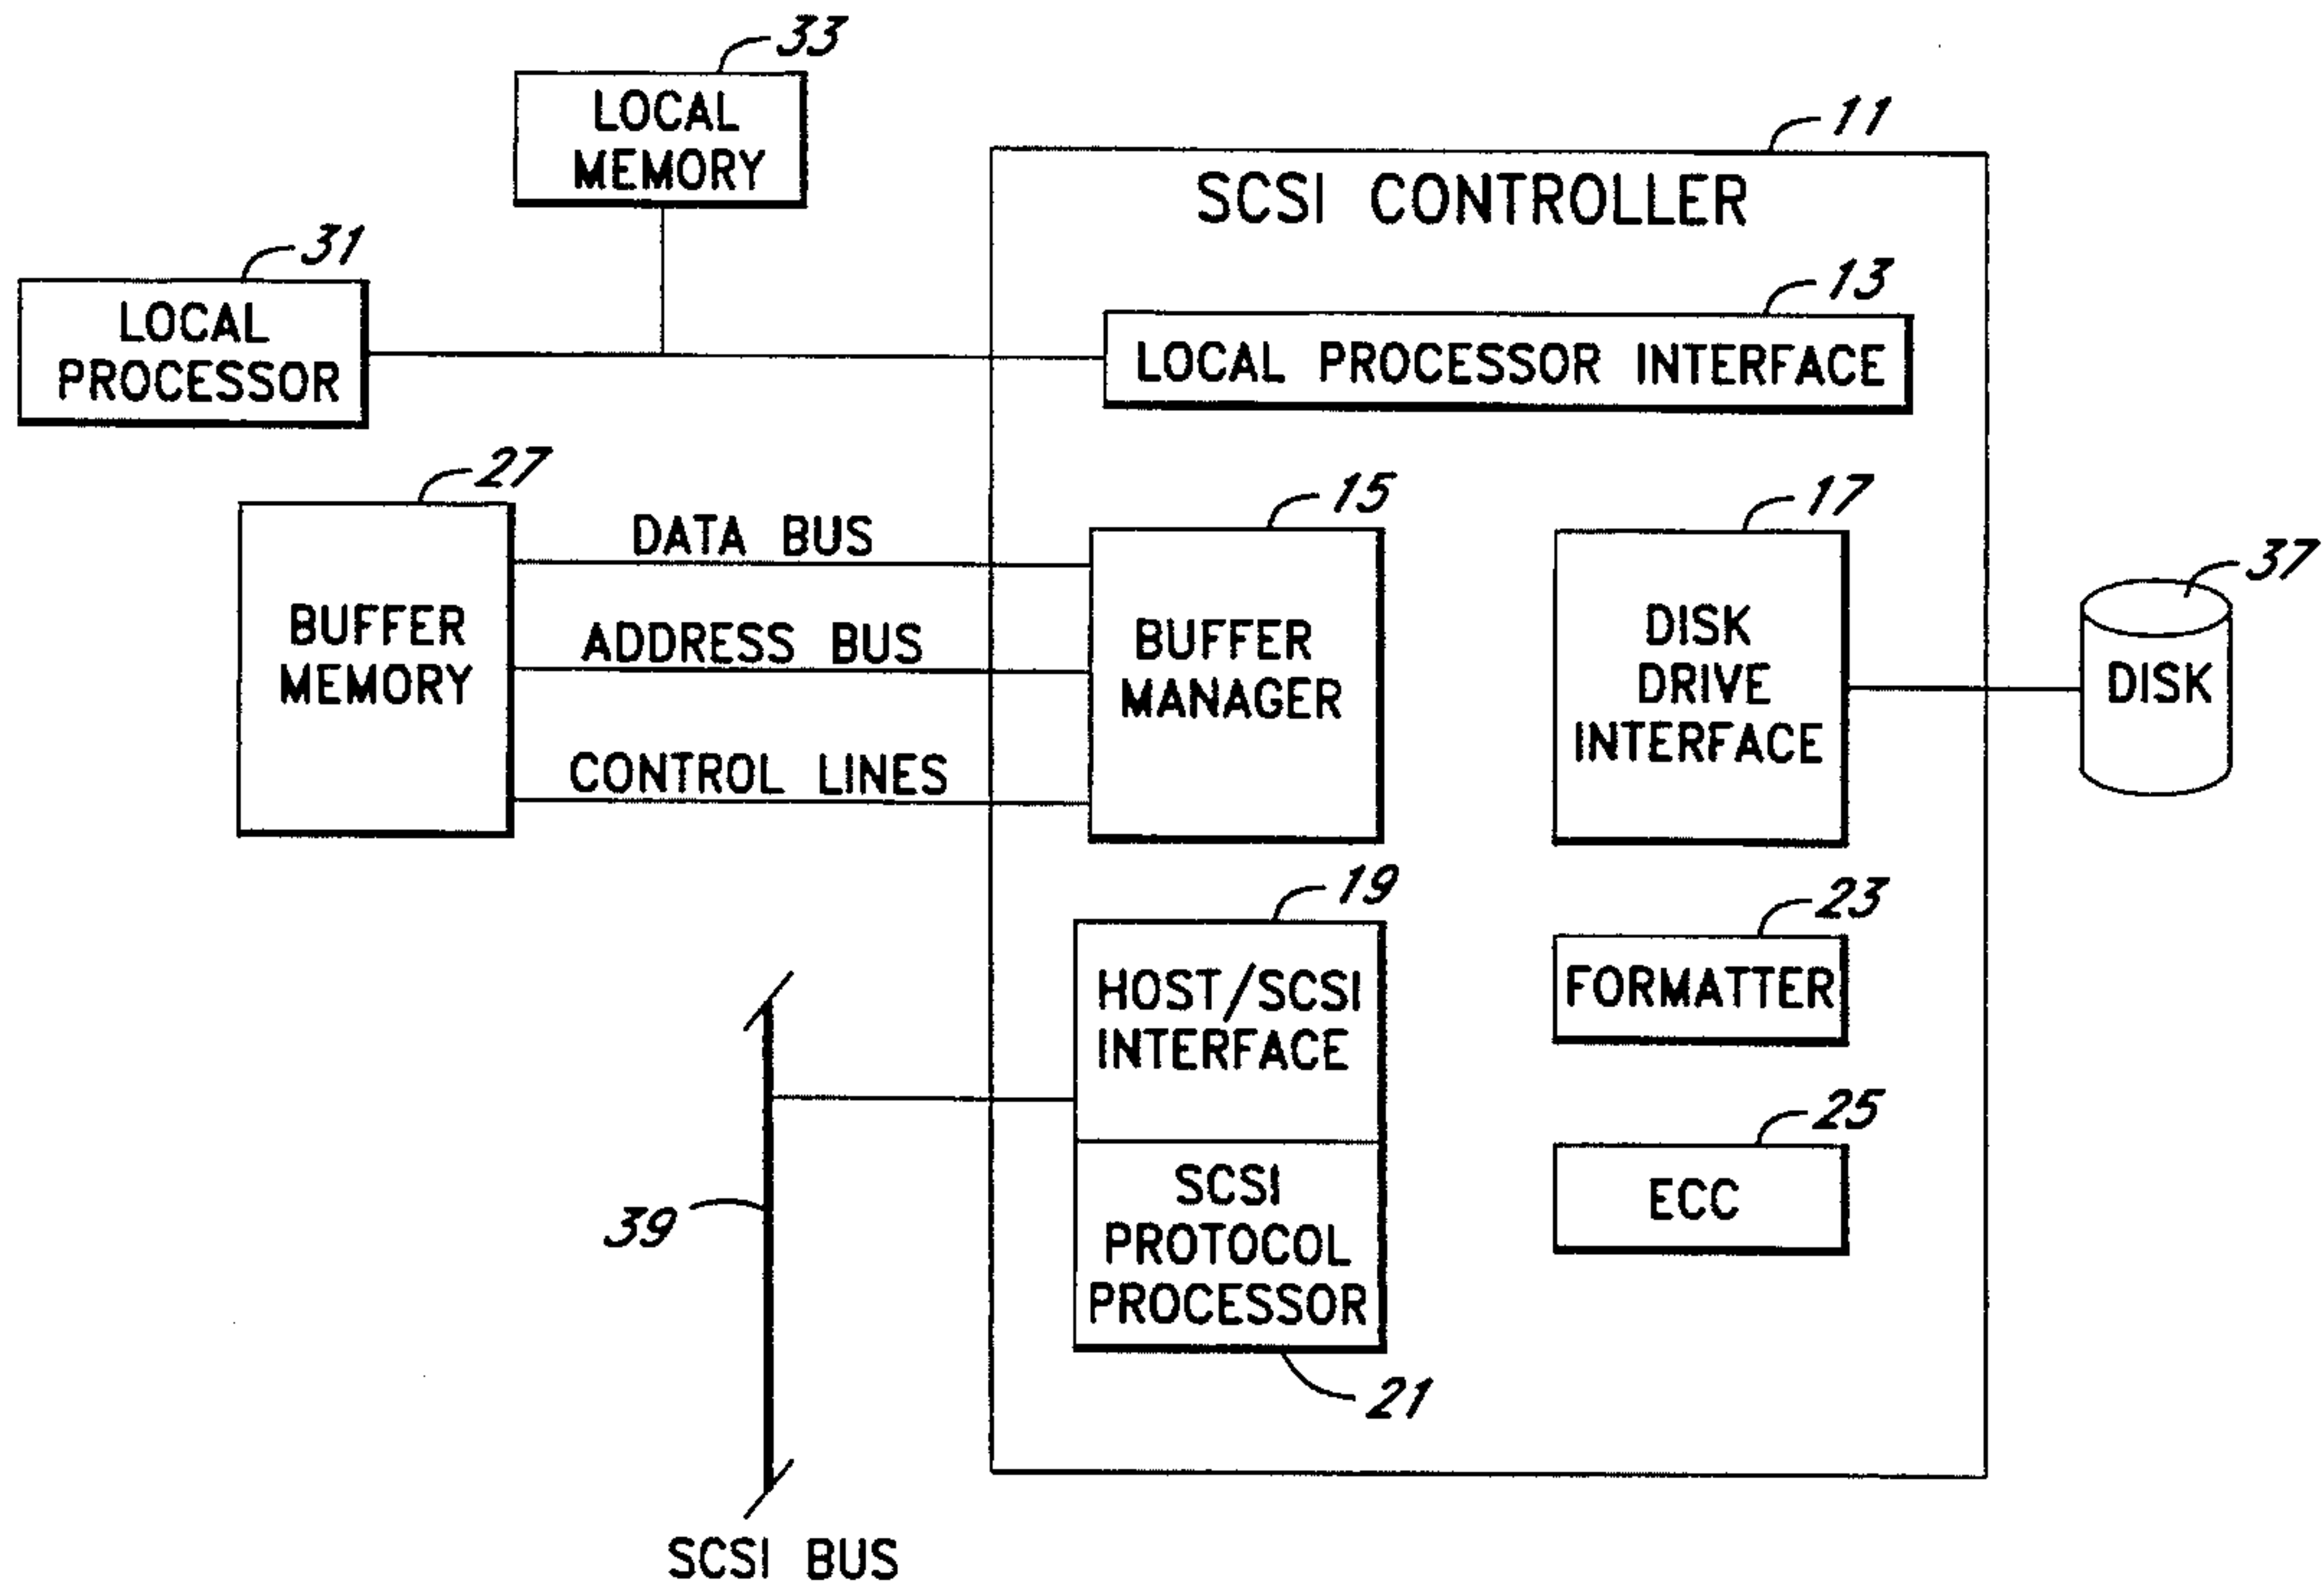 33
LOCAL
MEMORY
11
SCSI CONTROLLER
31
LOCAL
PROCESSOR
13
LOCAL PROCESSOR INTERFACE
27
BUFFER
MEMORY
DATA BUS
ADDRESS BUS
CONTROL LINES
15
BUFFER
MANAGER
17
DISK
DRIVE
INTERFACE
37
DISK
19
HOST/SCSI
INTERFACE
SCSI
PROTOCOL
PROCESSOR
21
23
FORMATTER
25
ECC
39
SCSI BUS